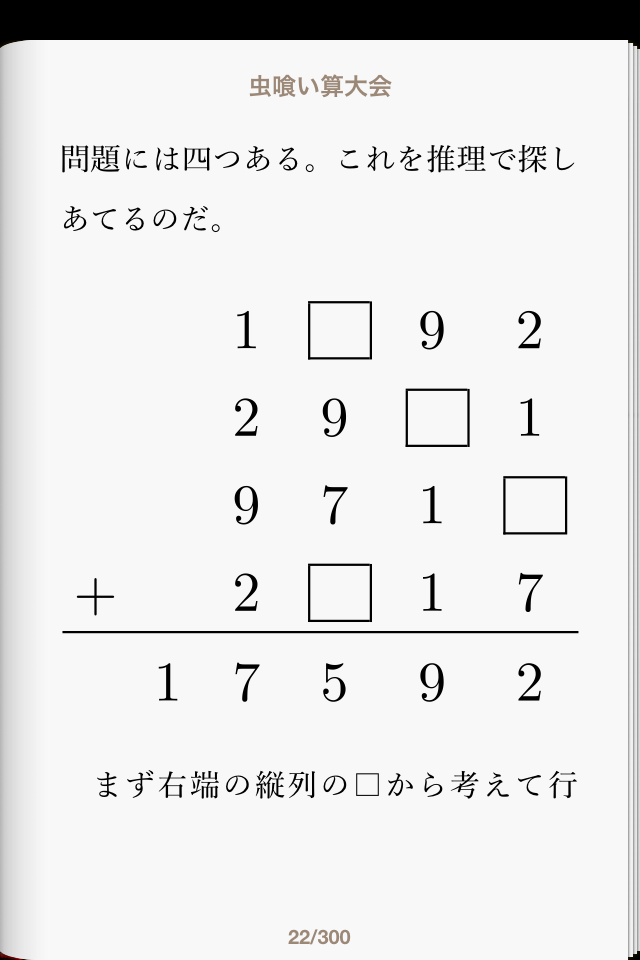 虫喰い算大会
問題には四つある。これを推理で探し
あてるのだ。
1 □ 9 2
2 9 □ 1
9 7 1 □
+ 2 □ 1 7
1 7 5 9 2
まず右端の縦列の□から考えて行
22/300